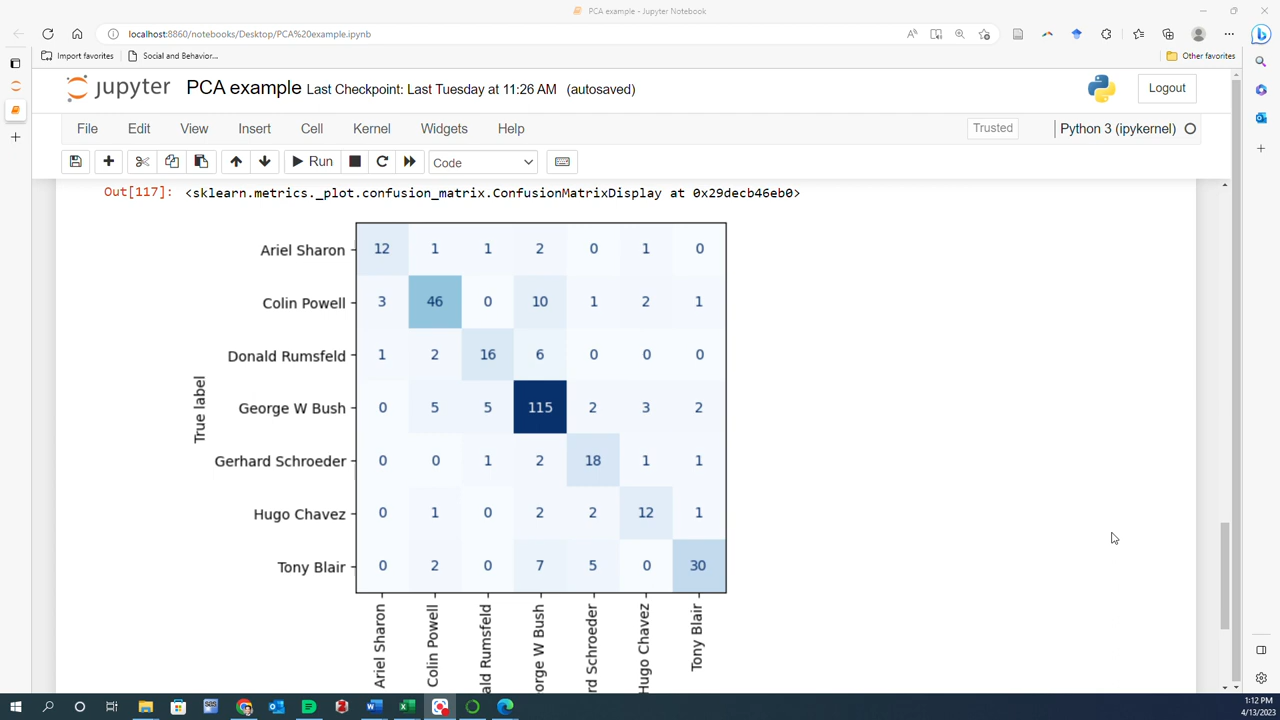 PCA example - Jupyter Notebook
localhost:8860/notebooks/Desktop/PCA%20example.ipynb
Import favorites Social and Behavior... Other favorites
jupyter PCA example Last Checkpoint: Last Tuesday at 11:26 AM (autosaved) Logout
File Edit View Insert Cell Kernel Widgets Help Trusted Python 3 (ipykernel)
Run Code
Out[117]: <sklearn.metrics._plot.confusion_matrix.ConfusionMatrixDisplay at 0x29decb46eb0>
Ariel Sharon 12 1 1 2 0 1 0
Colin Powell 3 46 0 10 1 2 1
Donald Rumsfeld 1 2 16 6 0 0 0
True label
George W Bush 0 5 5 115 2 3 2
Gerhard Schroeder 0 0 1 2 18 1 1
Hugo Chavez 0 1 0 2 2 12 1
Tony Blair 0 2 0 7 5 0 30
Ariel Sharon
Colin Powell
ald Rumsfeld
orge W Bush
rd Schroeder
Hugo Chavez
Tony Blair
1:12 PM
4/13/2023